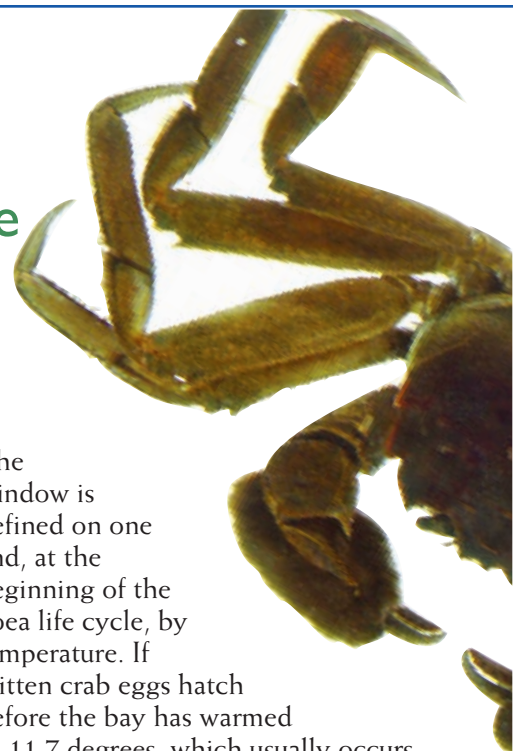 e
he
indow is
efined on one
nd, at the
eginning of the
oea life cycle, by
mperature. If
itten crab eggs hatch
efore the bay has warmed
11.7 degrees, which usually occurs